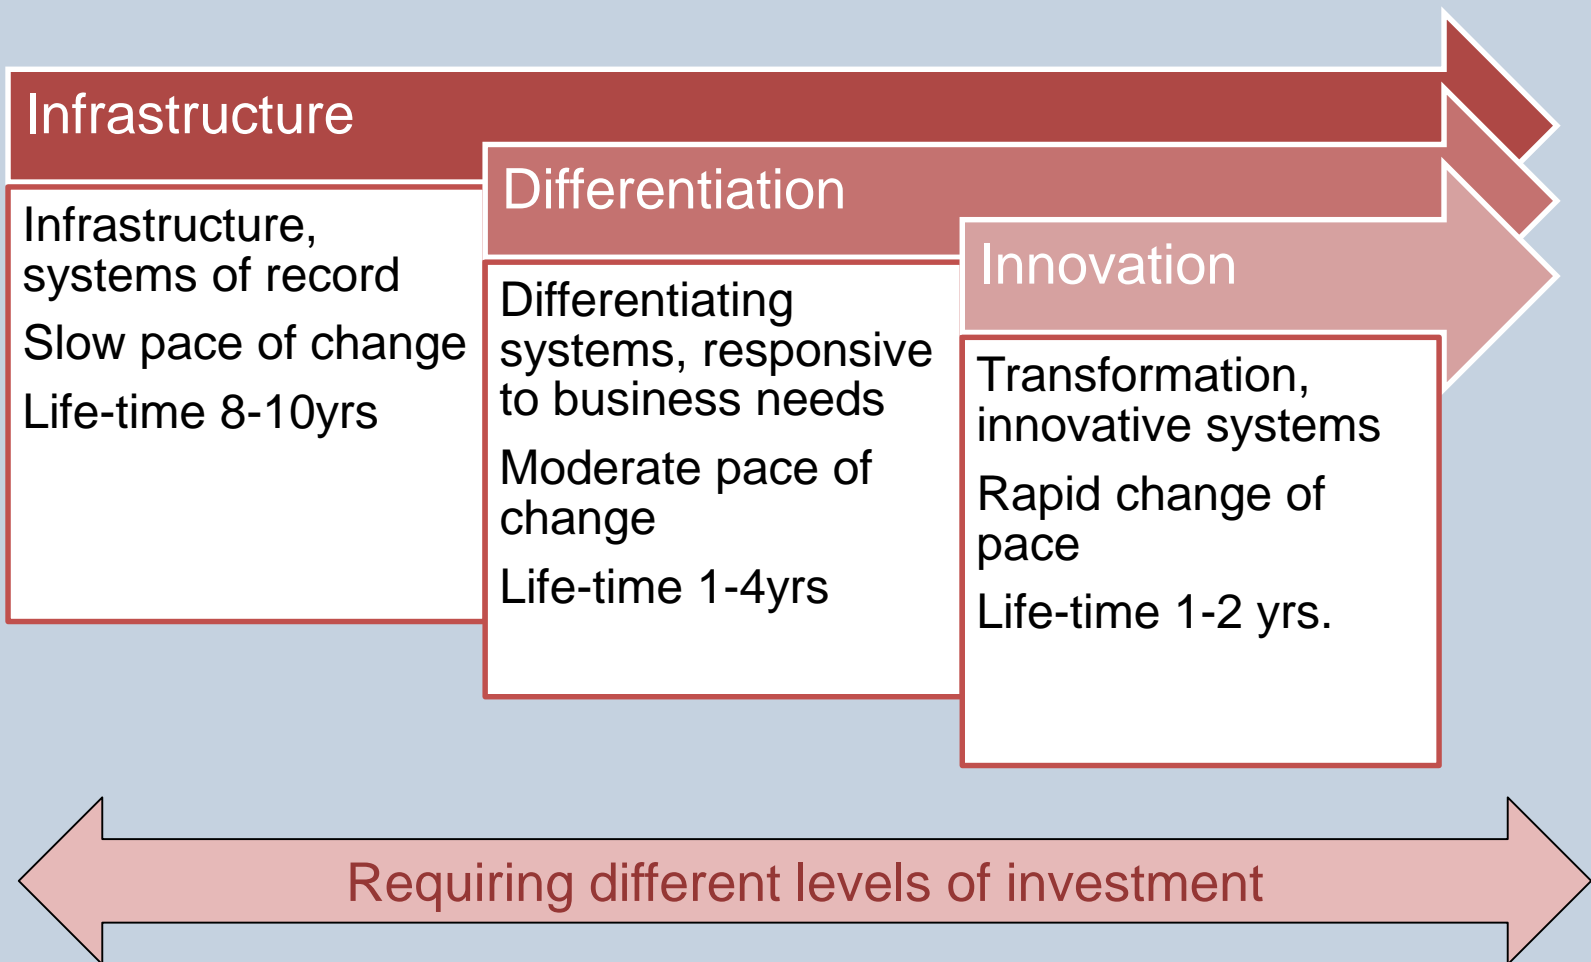 Infrastructure
Infrastructure,
systems of record
Slow pace of change
Life-time 8-10yrs
Differentiation
Differentiating
systems, responsive
to business needs
Moderate pace of
change
Life-time 1-4yrs
Innovation
Transformation,
innovative systems
Rapid change of
pace
Life-time 1-2 yrs.
Requiring different levels of investment